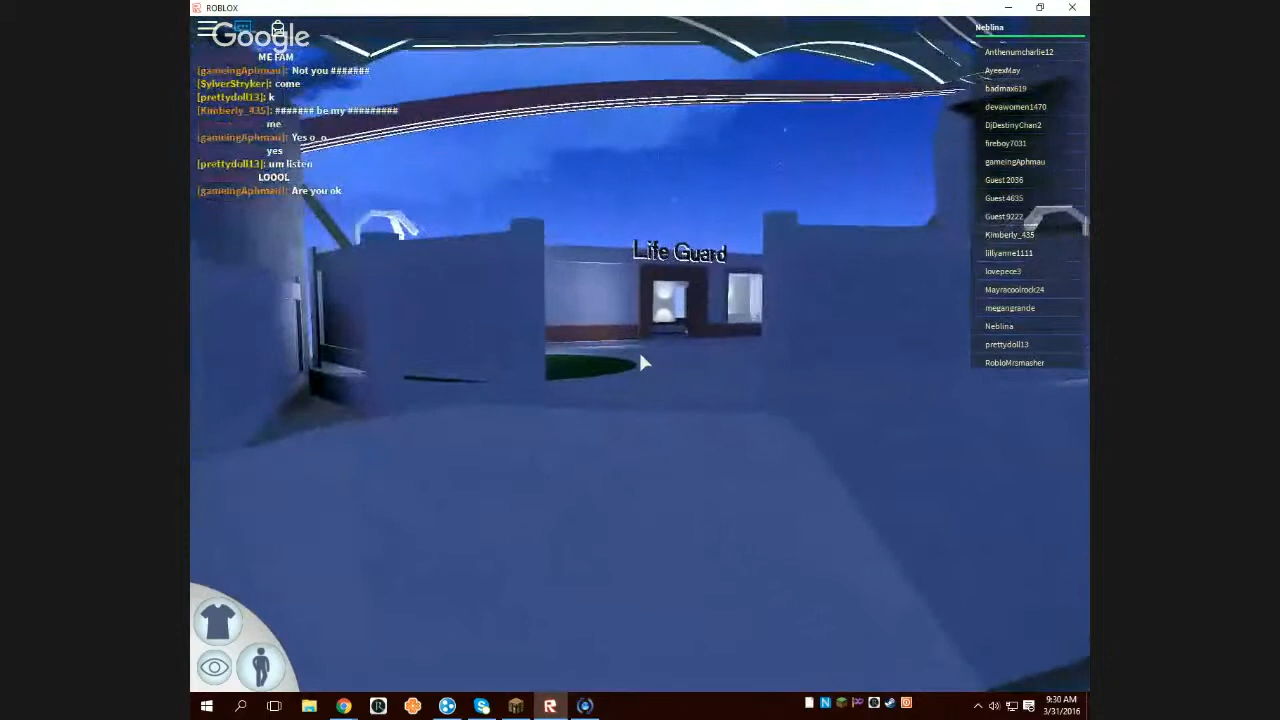 ROBLOX
Google
Neblina
ME FAM
[gameingAphmau]: Not you #######
[SylverStryker]: come
[prettydoll13]: k
[Kimberly_435]: ####### be my #########
me
[gameingAphmau]: Yes o_o
yes
[prettydoll13]: um listen
LOOOL
[gameingAphmau]: Are you ok
Anthenumcharlie12
AyeexMay
badmax619
devawomen1470
DjDestinyChan2
fireboy7031
gameingAphmau
Guest 2036
Guest 4635
Guest 9222
Kimberly_435
lillyanne1111
lovepece3
Mayracoolrock24
megangrande
Neblina
prettydoll13
RobloMrsmasher
Life Guard
9:30 AM
3/31/2016